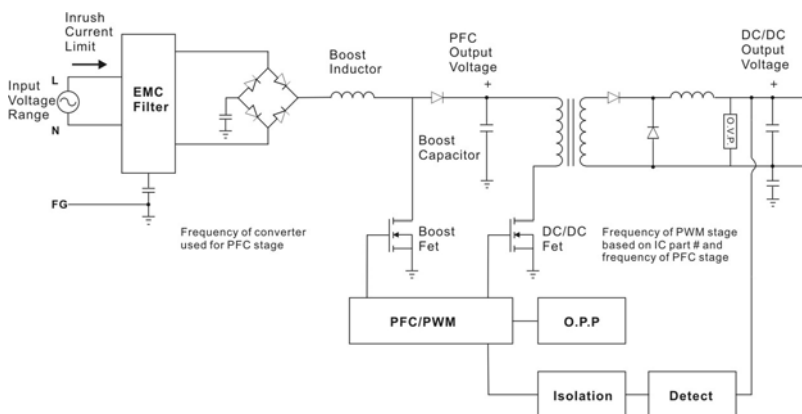 Inrush
Current
Limit
Input
Voltage
Range
L
N
EMC
Filter
FG
Frequency of converter
used for PFC stage
Boost
Inductor
PFC
Output
Voltage
+
Boost
Capacitor
Boost
Fet
DC/DC
Fet
DC/DC
Output
Voltage
+
O.V.P
Frequency of PWM stage
based on IC part # and
frequency of PFC stage
PFC/PWM
O.P.P
Isolation
Detect